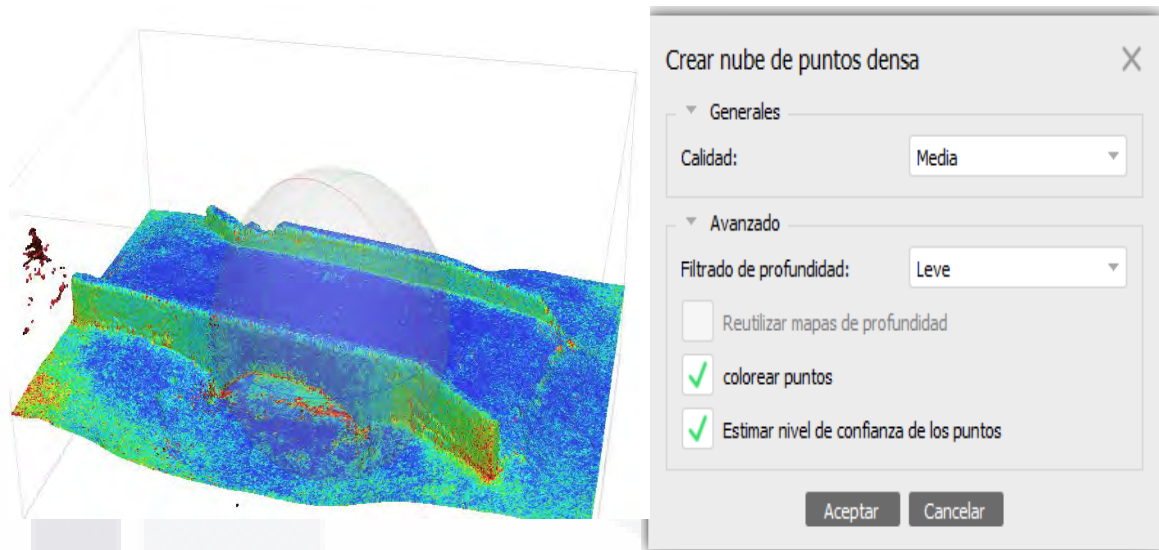 Crear nube de puntos densa
Generales
Calidad:
Media
Avanzado
Filtrado de profundidad:
Leve
Reutilizar mapas de profundidad
colorear puntos
Estimar nivel de confianza de los puntos
Aceptar
Cancelar